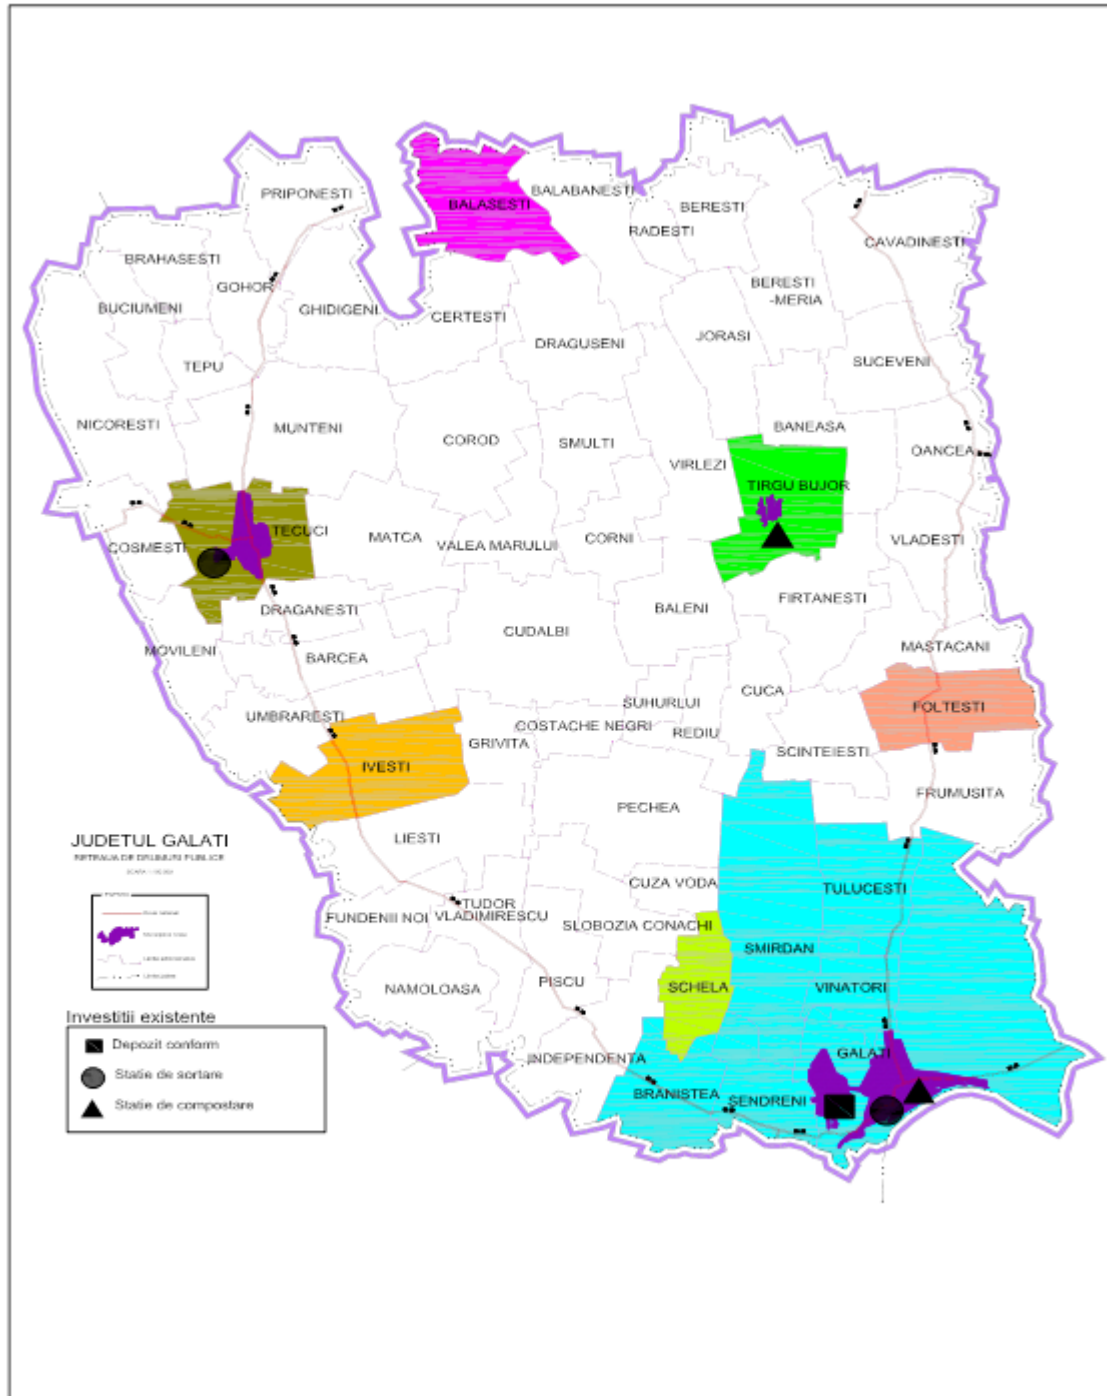 PRIPONESTI
BALASESTI
BALABANESTI
BERESTI
RADESTI
CAVADINESTI
BRAHASESTI
GOHOR
BUCIUMENI
GHIDIGENI
CERTESTI
BERESTI
-MERIA
DRAGUSENI
JORASI
TEPU
SUCEVENI
NICORESTI
MUNTENI
COROD
SMULTI
BANEASA
VIRLEZI
OANCEA
TIRGU BUJOR
TECUCI
COSMESTI
MATCA
VALEA MARULUI
CORNI
VLADESTI
DRAGANESTI
BALENI
FIRTANESTI
CUDALBI
MOVILENI
BARCEA
MASTACANI
UMBRARESTI
SUHURLUI
CUCA
FOLTESTI
COSTACHE NEGRI
REDIU
GRIVITA
SCINTEIESTI
IVESTI
FRUMUSITA
PECHEA
LIESTI
JUDETUL GALATI
RETEAUA DE DRUMURI PUBLICE
CUZA VODA
TULUCESTI
TUDOR
VLADIMIRESCU
FUNDENII NOI
SLOBOZIA CONACHI
SMIRDAN
PISCU
SCHELA
VINATORI
NAMOLOASA
INDEPENDENTA
GALATI
BRANISTEA
SENDRENI
Investitii existente
Depozit conform
Statie de sortare
Statie de compostare